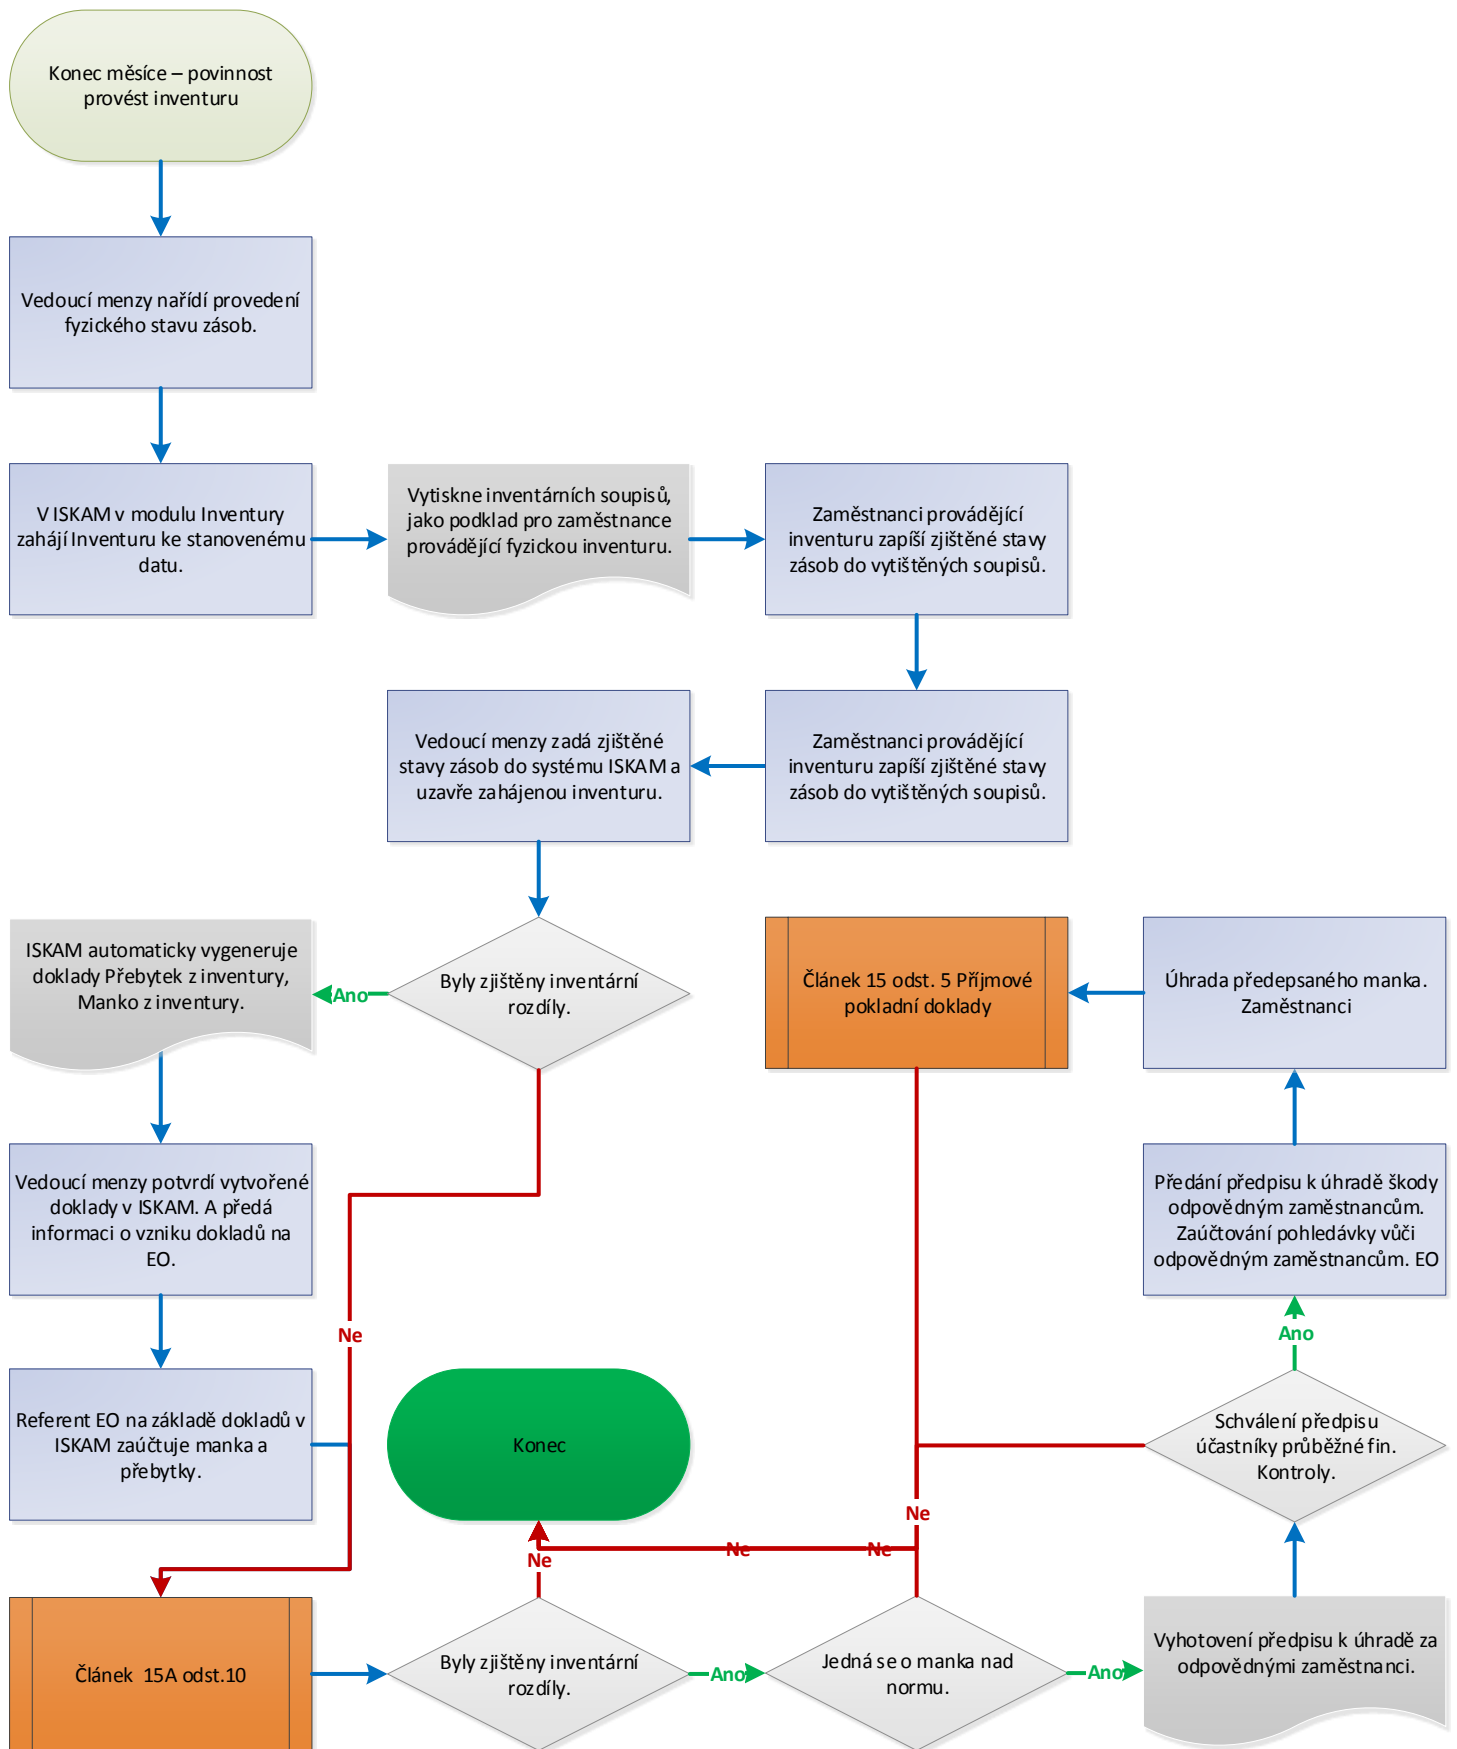 Konec měsíce – povinnost
provést inventuru
Vedoucí menzy nařídí provedení
fyzického stavu zásob.
V ISKAM v modulu Inventury
zahájí Inventuru ke stanovenému
datu.
Vytiskne inventárních soupisů,
jako podklad pro zaměstnance
provádějící fyzickou inventuru.
Zaměstnanci provádějící
inventuru zapíší zjištěné stavy
zásob do vytištěných soupisů.
Vedoucí menzy zadá zjištěné
stavy zásob do systému ISKAM a
uzavře zahájenou inventuru.
Zaměstnanci provádějící
inventuru zapíší zjištěné stavy
zásob do vytištěných soupisů.
ISKAM automaticky vygeneruje
doklady Přebytek z inventury,
Manko z inventury.
Ano
Byly zjištěny inventární
rozdíly.
Článek 15 odst. 5 Příjmové
pokladní doklady
Úhrada předepsaného manka.
Zaměstnanci
Vedoucí menzy potvrdí vytvořené
doklady v ISKAM. A předá
informaci o vzniku dokladů na
EO.
Předání předpisu k úhradě škody
odpovědným zaměstnancům.
Zaúčtování pohledávky vůči
odpovědným zaměstnancům. EO
Ne
Ano
Referent EO na základě dokladů v
ISKAM zaúčtuje manka a
přebytky.
Konec
Schválení předpisu
účastníky průběžné fin.
Kontroly.
Ne
Ne
Ne
Ne
Článek  15A odst.10
Byly zjištěny inventární
rozdíly.
Ano
Jedná se o manka nad
normu.
Ano
Vyhotovení předpisu k úhradě za
odpovědnými zaměstnanci.